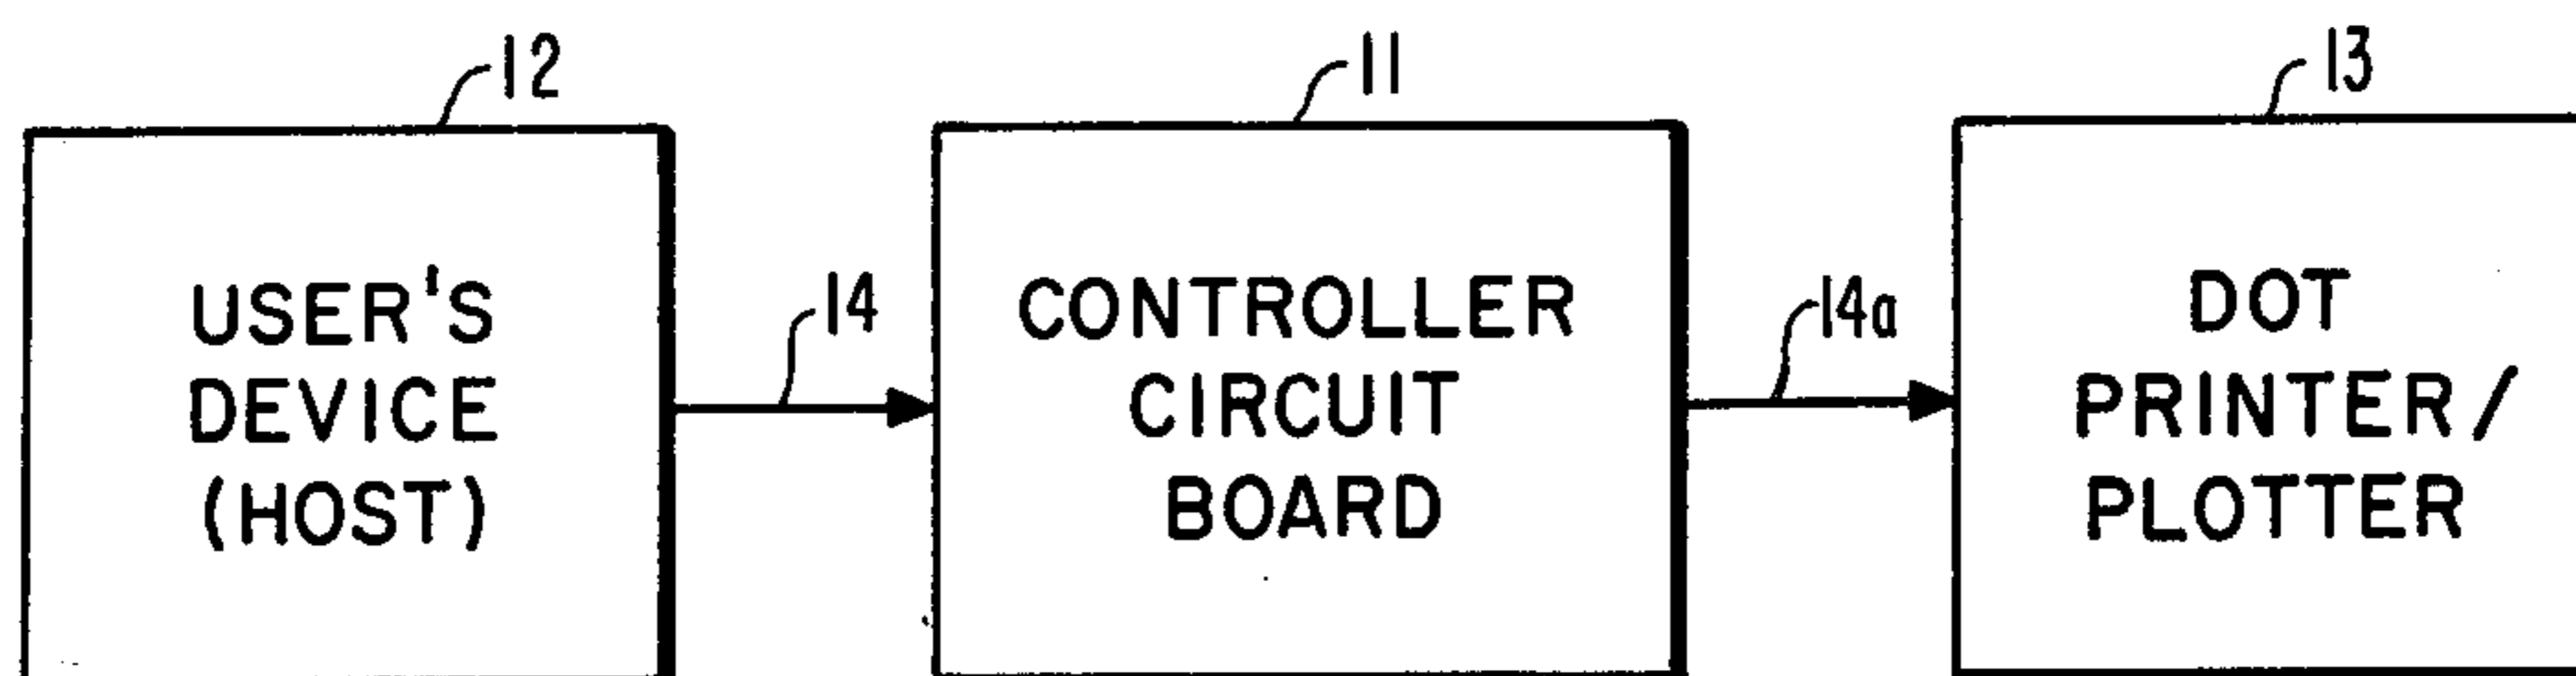 12
11
13
USER'S
DEVICE
(HOST)
14
CONTROLLER
CIRCUIT
BOARD
14a
DOT
PRINTER/
PLOTTER